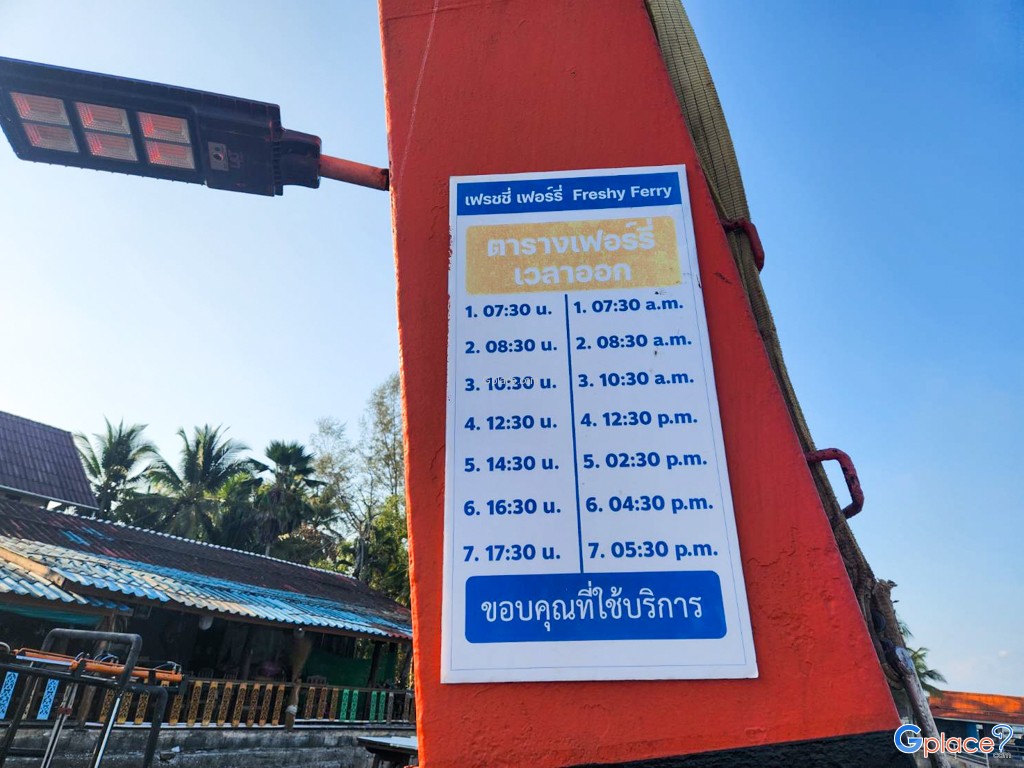 เฟรชชี่ เฟอร์รี่ Freshy Ferry
ตารางเฟอร์รี่
เวลาออก
1. 07:30 น. 1. 07:30 a.m.
2. 08:30 น. 2. 08:30 a.m.
3. 10:30 น. 3. 10:30 a.m.
4. 12:30 น. 4. 12:30 p.m.
5. 14:30 น. 5. 02:30 p.m.
6. 16:30 น. 6. 04:30 p.m.
7. 17:30 น. 7. 05:30 p.m.
ขอบคุณที่ใช้บริการ
Gplace
.com